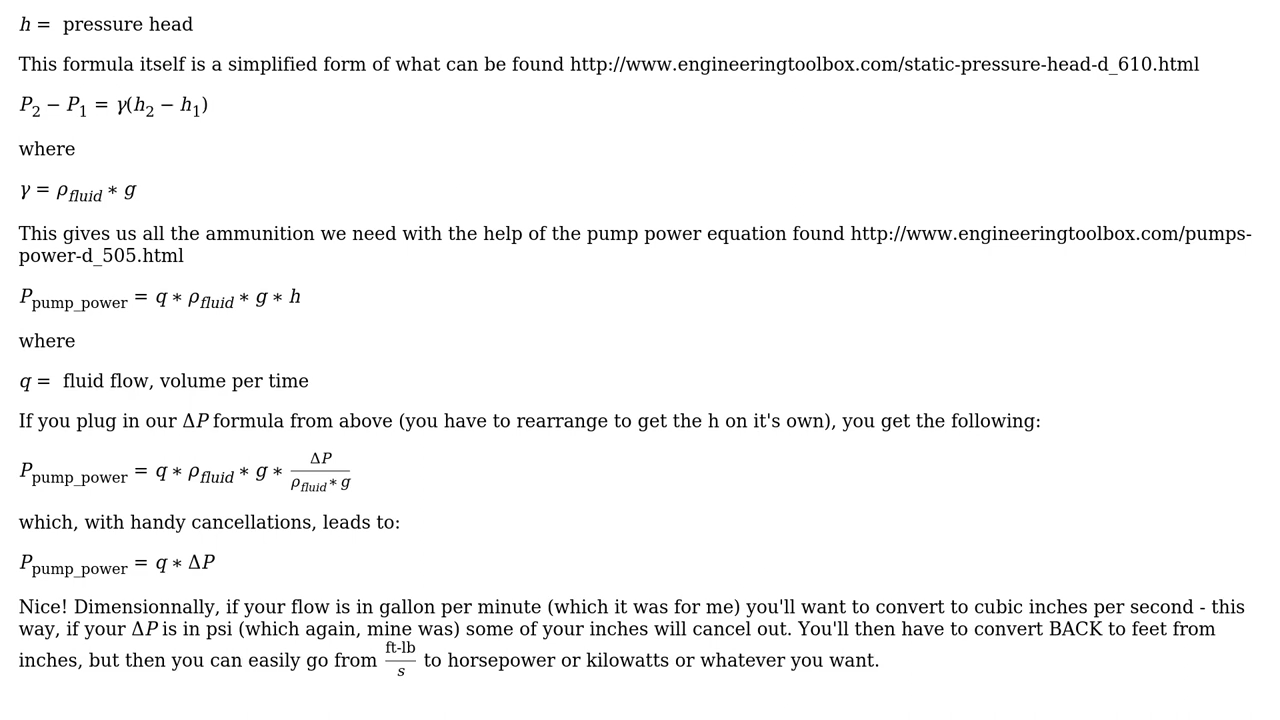 h = pressure head
This formula itself is a simplified form of what can be found http://www.engineeringtoolbox.com/static-pressure-head-d_610.html
P₂ − P₁ = γ(h₂ − h₁)
where
γ = ρ_fluid * g
This gives us all the ammunition we need with the help of the pump power equation found http://www.engineeringtoolbox.com/pumps-
power-d_505.html
P_pump_power = q * ρ_fluid * g * h
where
q = fluid flow, volume per time
If you plug in our ΔP formula from above (you have to rearrange to get the h on it's own), you get the following:
P_pump_power = q * ρ_fluid * g * ΔP / (ρ_fluid * g)
which, with handy cancellations, leads to:
P_pump_power = q * ΔP
Nice! Dimensionnally, if your flow is in gallon per minute (which it was for me) you'll want to convert to cubic inches per second - this
way, if your ΔP is in psi (which again, mine was) some of your inches will cancel out. You'll then have to convert BACK to feet from
inches, but then you can easily go from ft-lb / s to horsepower or kilowatts or whatever you want.